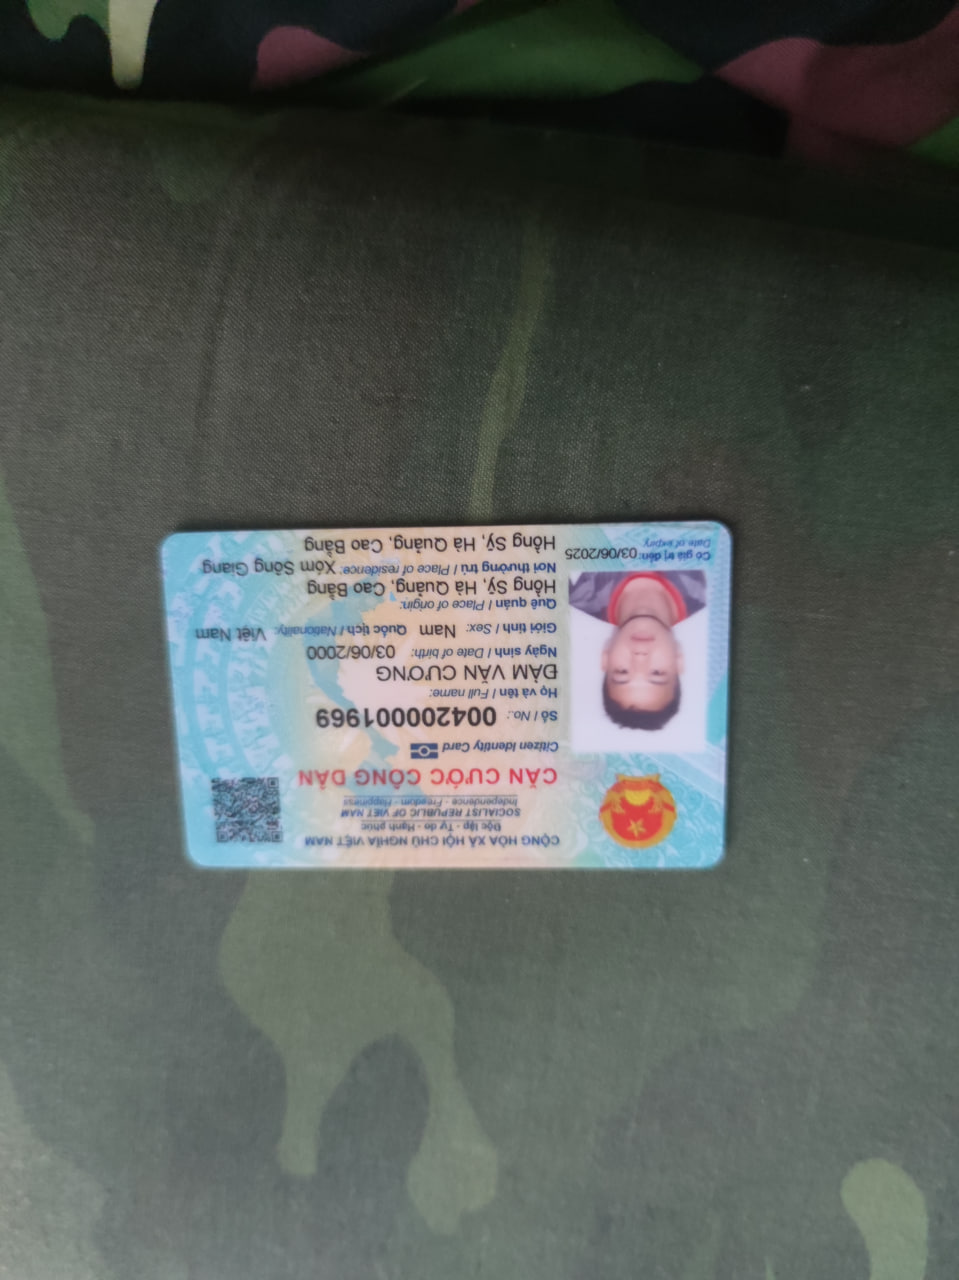 CỘNG HÒA XÃ HỘI CHỦ NGHĨA VIỆT NAM
Độc lập - Tự do - Hạnh phúc
SOCIALIST REPUBLIC OF VIET NAM
Independence - Freedom - Happiness
CĂN CƯỚC CÔNG DÂN
Citizen Identity Card
Số / No.: 004200001969
Họ và tên / Full name:
ĐÀM VĂN CƯƠNG
Ngày sinh / Date of birth: 03/06/2000
Giới tính / Sex: Nam Quốc tịch / Nationality: Việt Nam
Quê quán / Place of origin:
Hồng Sỹ, Hà Quảng, Cao Bằng
Nơi thường trú / Place of residence: Xóm Sông Giang
Hồng Sỹ, Hà Quảng, Cao Bằng
Có giá trị đến: 03/06/2025
Date of expiry